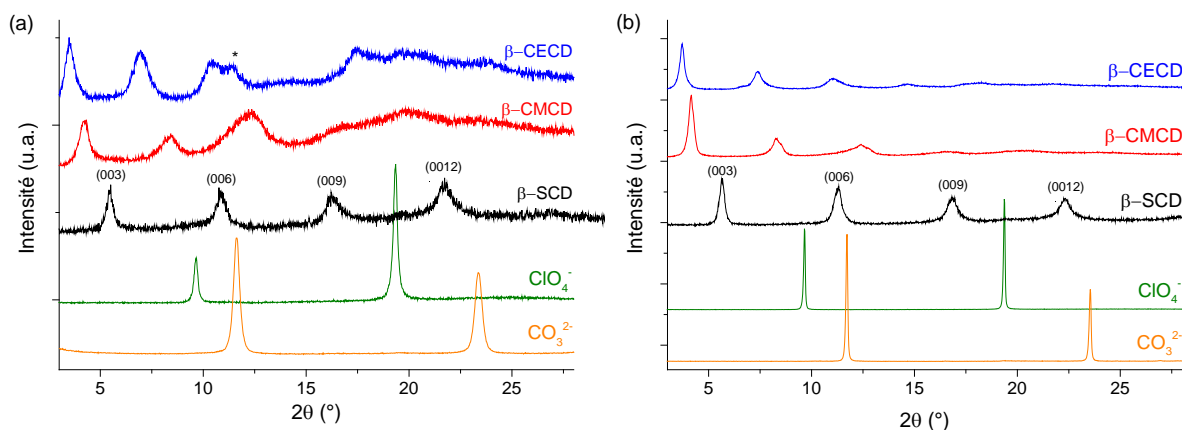 (a)
Intensité (u.a.)
*
β–CECD
β–CMCD
(003)
(006)
(009)
(0012)
β–SCD
ClO₄⁻
CO₃²⁻
5
10
15
20
25
2θ (°)
(b)
Intensité (u.a.)
β–CECD
β–CMCD
(003)
(006)
(009)
(0012)
β–SCD
ClO₄⁻
CO₃²⁻
5
10
15
20
25
2θ (°)